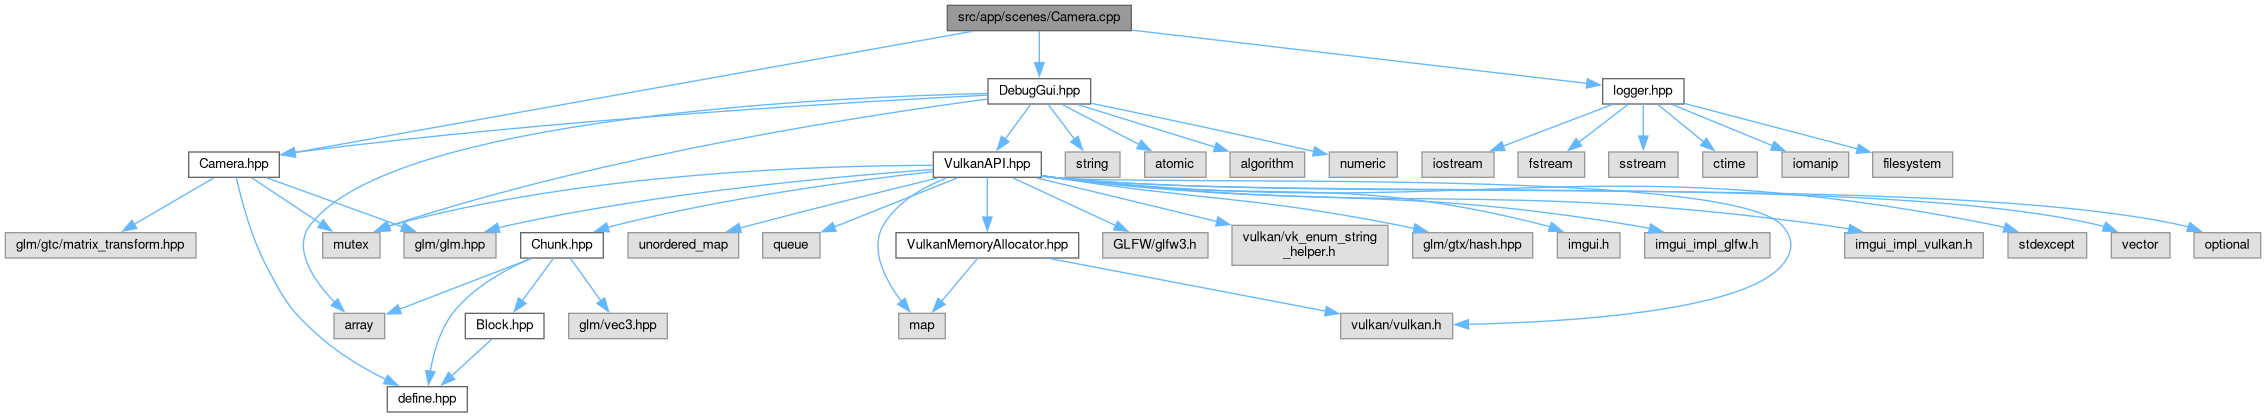 src/app/scenes/Camera.cpp
DebugGui.hpp
logger.hpp
Camera.hpp
VulkanAPI.hpp
string
atomic
algorithm
numeric
iostream
fstream
sstream
ctime
iomanip
filesystem
glm/gtc/matrix_transform.hpp
mutex
glm/glm.hpp
Chunk.hpp
unordered_map
queue
VulkanMemoryAllocator.hpp
GLFW/glfw3.h
vulkan/vk_enum_string
_helper.h
glm/gtx/hash.hpp
imgui.h
imgui_impl_glfw.h
imgui_impl_vulkan.h
stdexcept
vector
optional
array
Block.hpp
glm/vec3.hpp
map
vulkan/vulkan.h
define.hpp